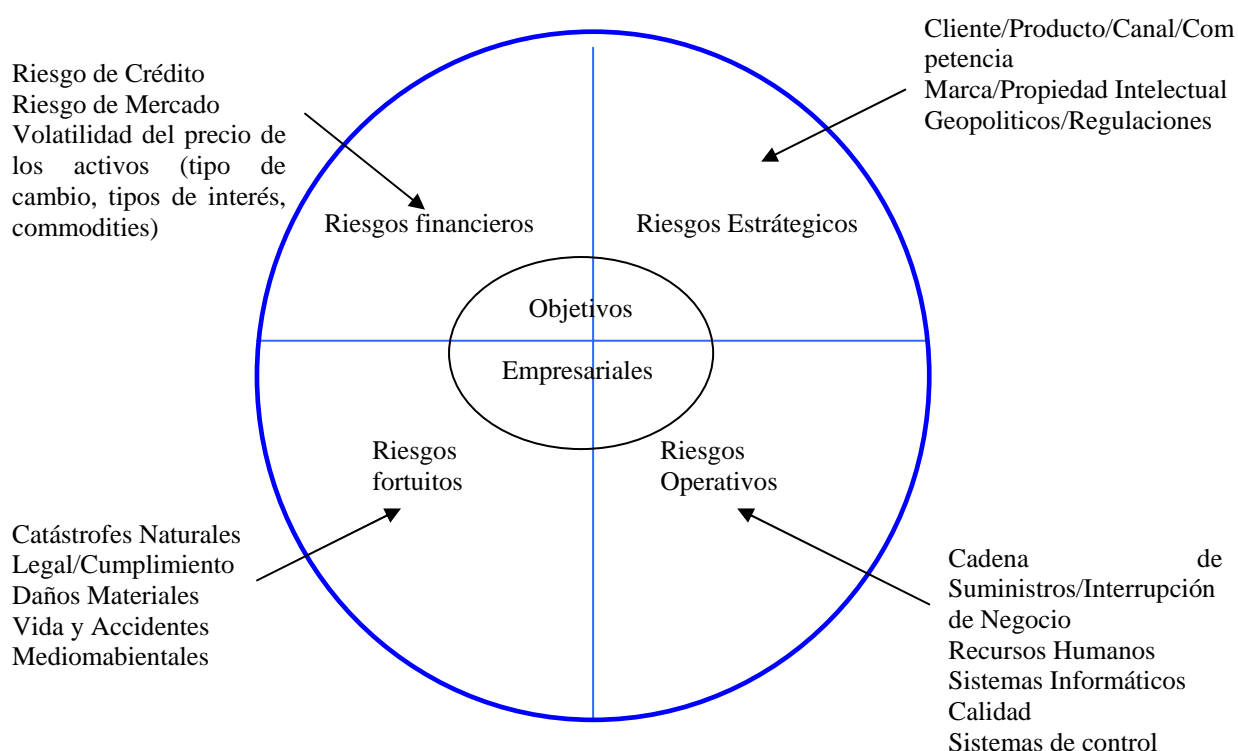 Riesgo de Crédito
Riesgo de Mercado
Volatilidad del precio de
los activos (tipo de
cambio, tipos de interés,
commodities)
Cliente/Producto/Canal/Com
petencia
Marca/Propiedad Intelectual
Geopoliticos/Regulaciones
Riesgos financieros
Riesgos Estrátegicos
Objetivos
Empresariales
Riesgos
fortuitos
Riesgos
Operativos
Catástrofes Naturales
Legal/Cumplimiento
Daños Materiales
Vida y Accidentes
Mediomabientales
Cadena de
Suministros/Interrupción
de Negocio
Recursos Humanos
Sistemas Informáticos
Calidad
Sistemas de control